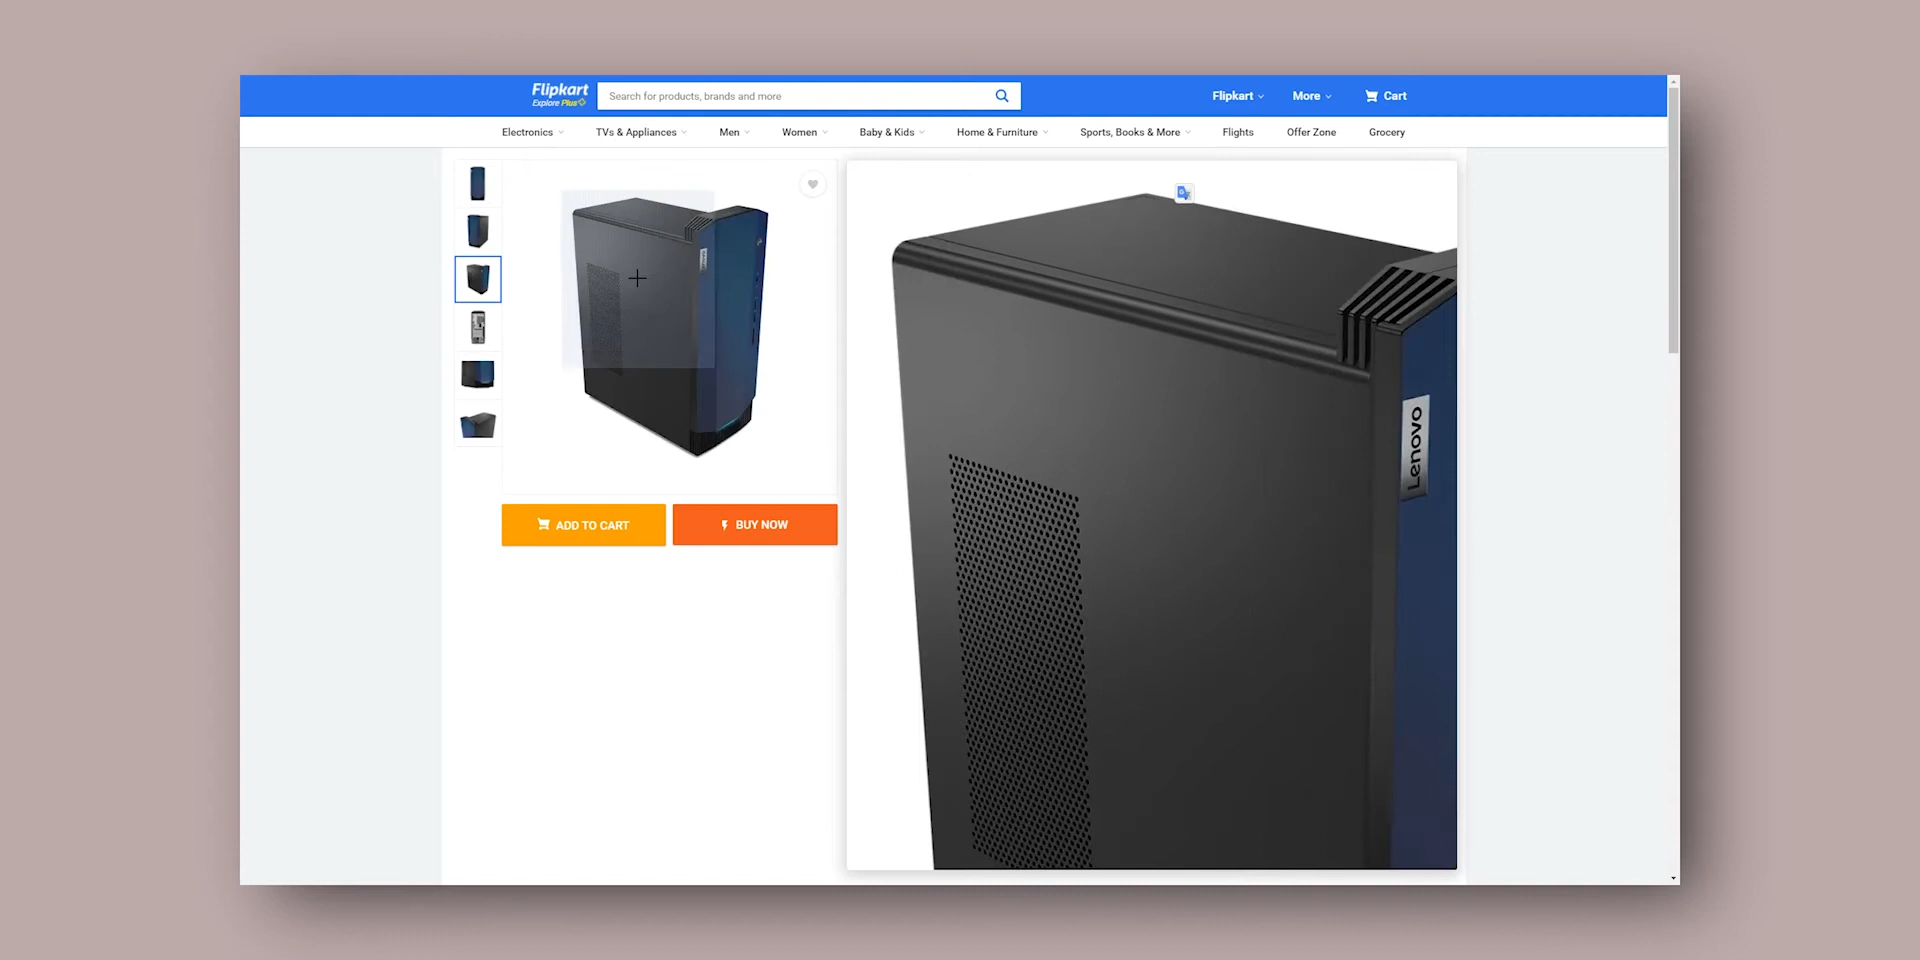 Flipkart
Explore Plus
Search for products, brands and more
Flipkart
More
Cart
Electronics
TVs & Appliances
Men
Women
Baby & Kids
Home & Furniture
Sports, Books & More
Flights
Offer Zone
Grocery
Lenovo
ADD TO CART
BUY NOW
Lenovo